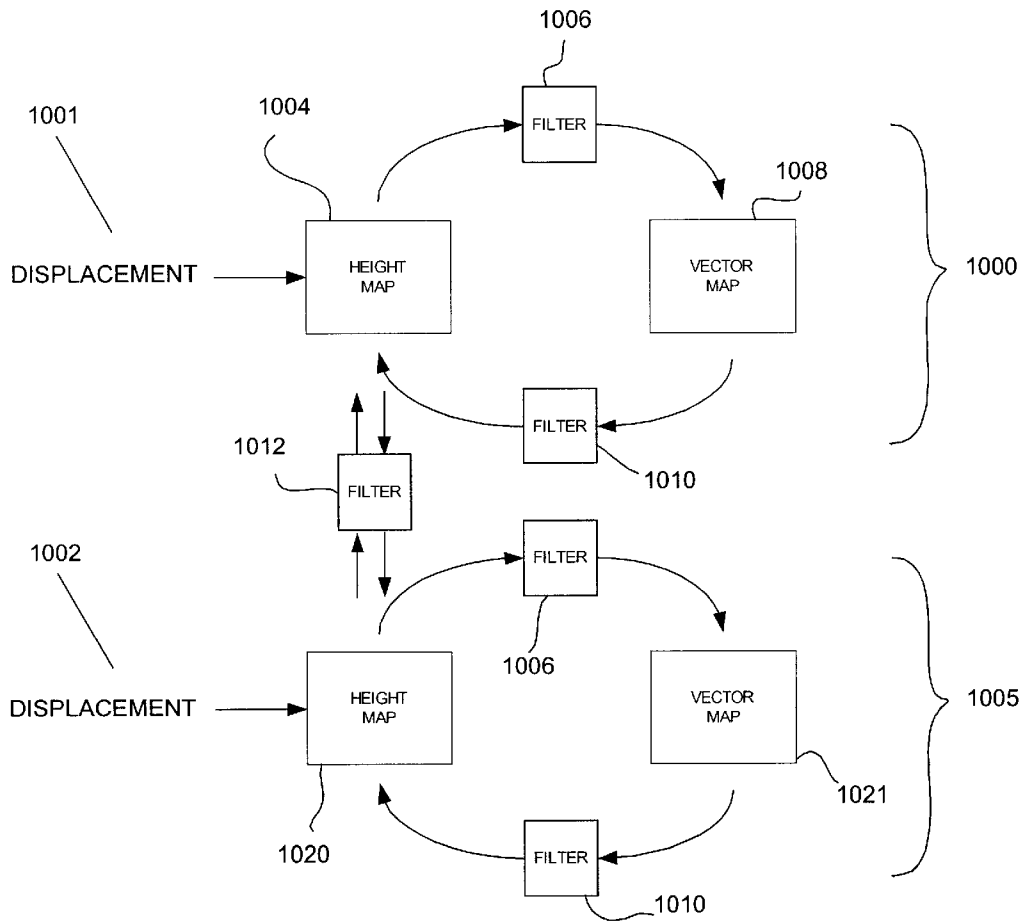 1006
1001
1004
FILTER
1008
DISPLACEMENT
HEIGHT
MAP
VECTOR
MAP
1000
FILTER
1012
FILTER
1010
1002
FILTER
1006
DISPLACEMENT
HEIGHT
MAP
VECTOR
MAP
1005
1021
1020
FILTER
1010